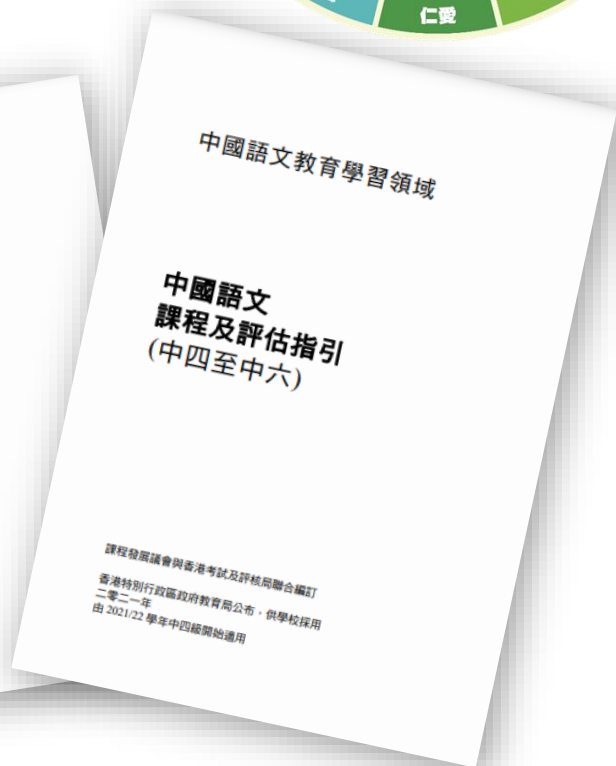 仁愛
中國語文教育學習領域
中國語文
課程及評估指引
(中四至中六)
課程發展議會與香港考試及評核局聯合編訂
香港特別行政區政府教育局公布，供學校採用
二零二一年
由 2021/22 學年中四級開始適用